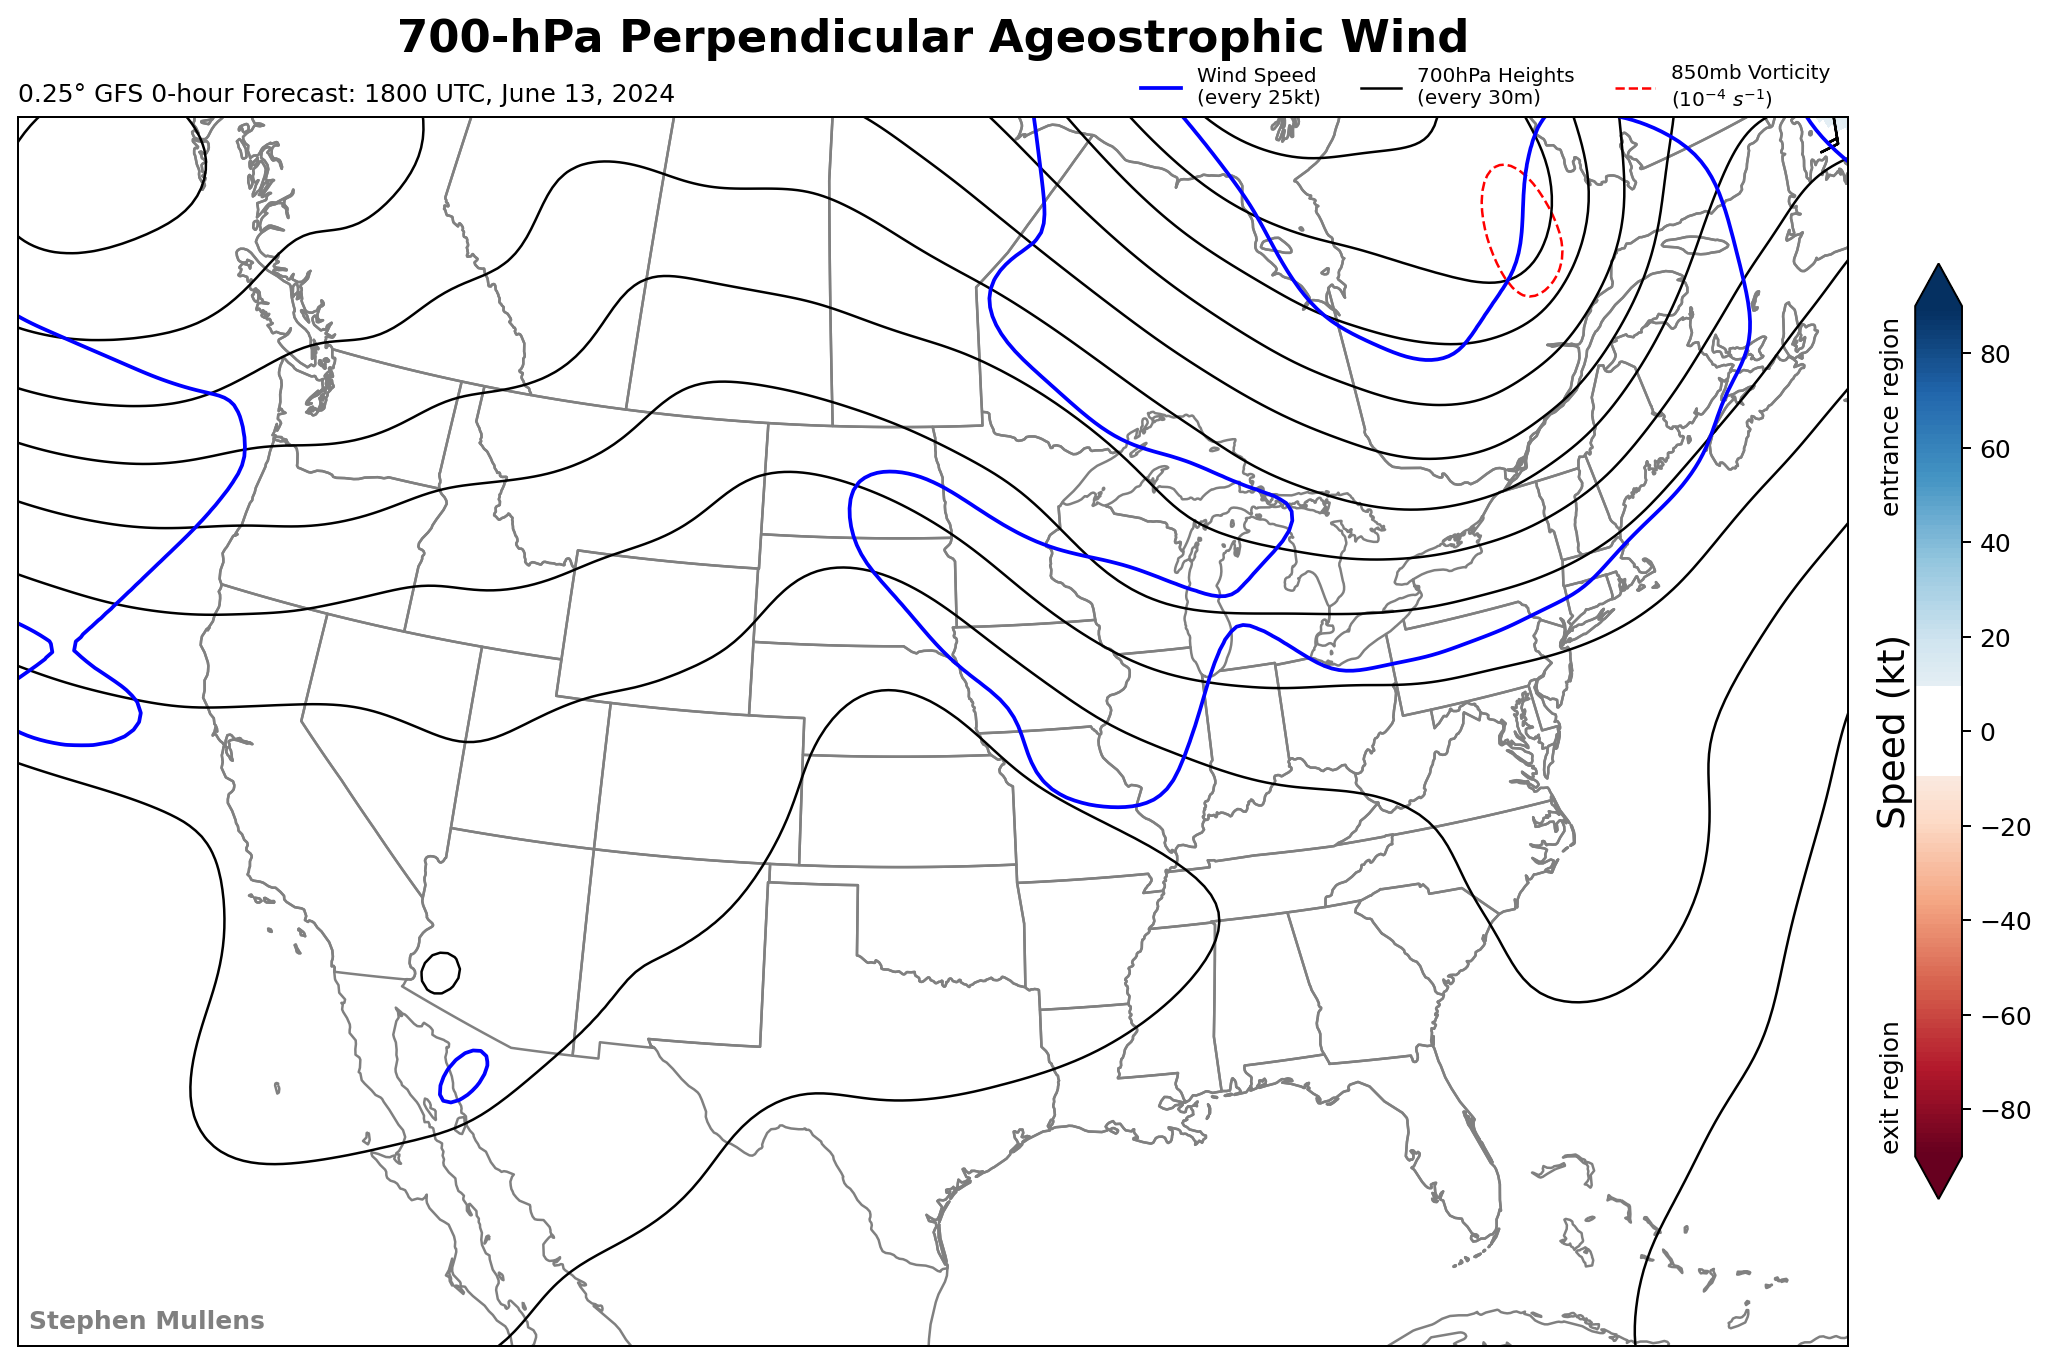 700-hPa Perpendicular Ageostrophic Wind
0.25° GFS 0-hour Forecast: 1800 UTC, June 13, 2024
Wind Speed
(every 25kt)
700hPa Heights
(every 30m)
850mb Vorticity
(10⁻⁴ s⁻¹)
entrance region
Speed (kt)
exit region
80
60
40
20
0
−20
−40
−60
−80
Stephen Mullens